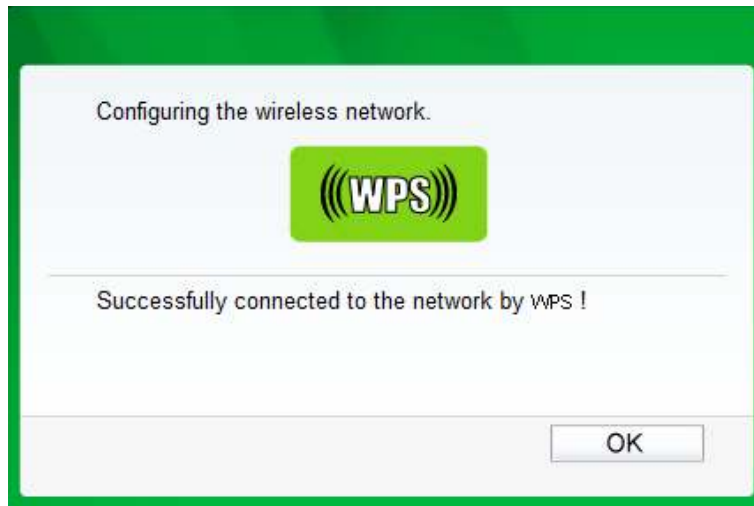 Configuring the wireless network.
(((WPS)))
Successfully connected to the network by WPS !
OK